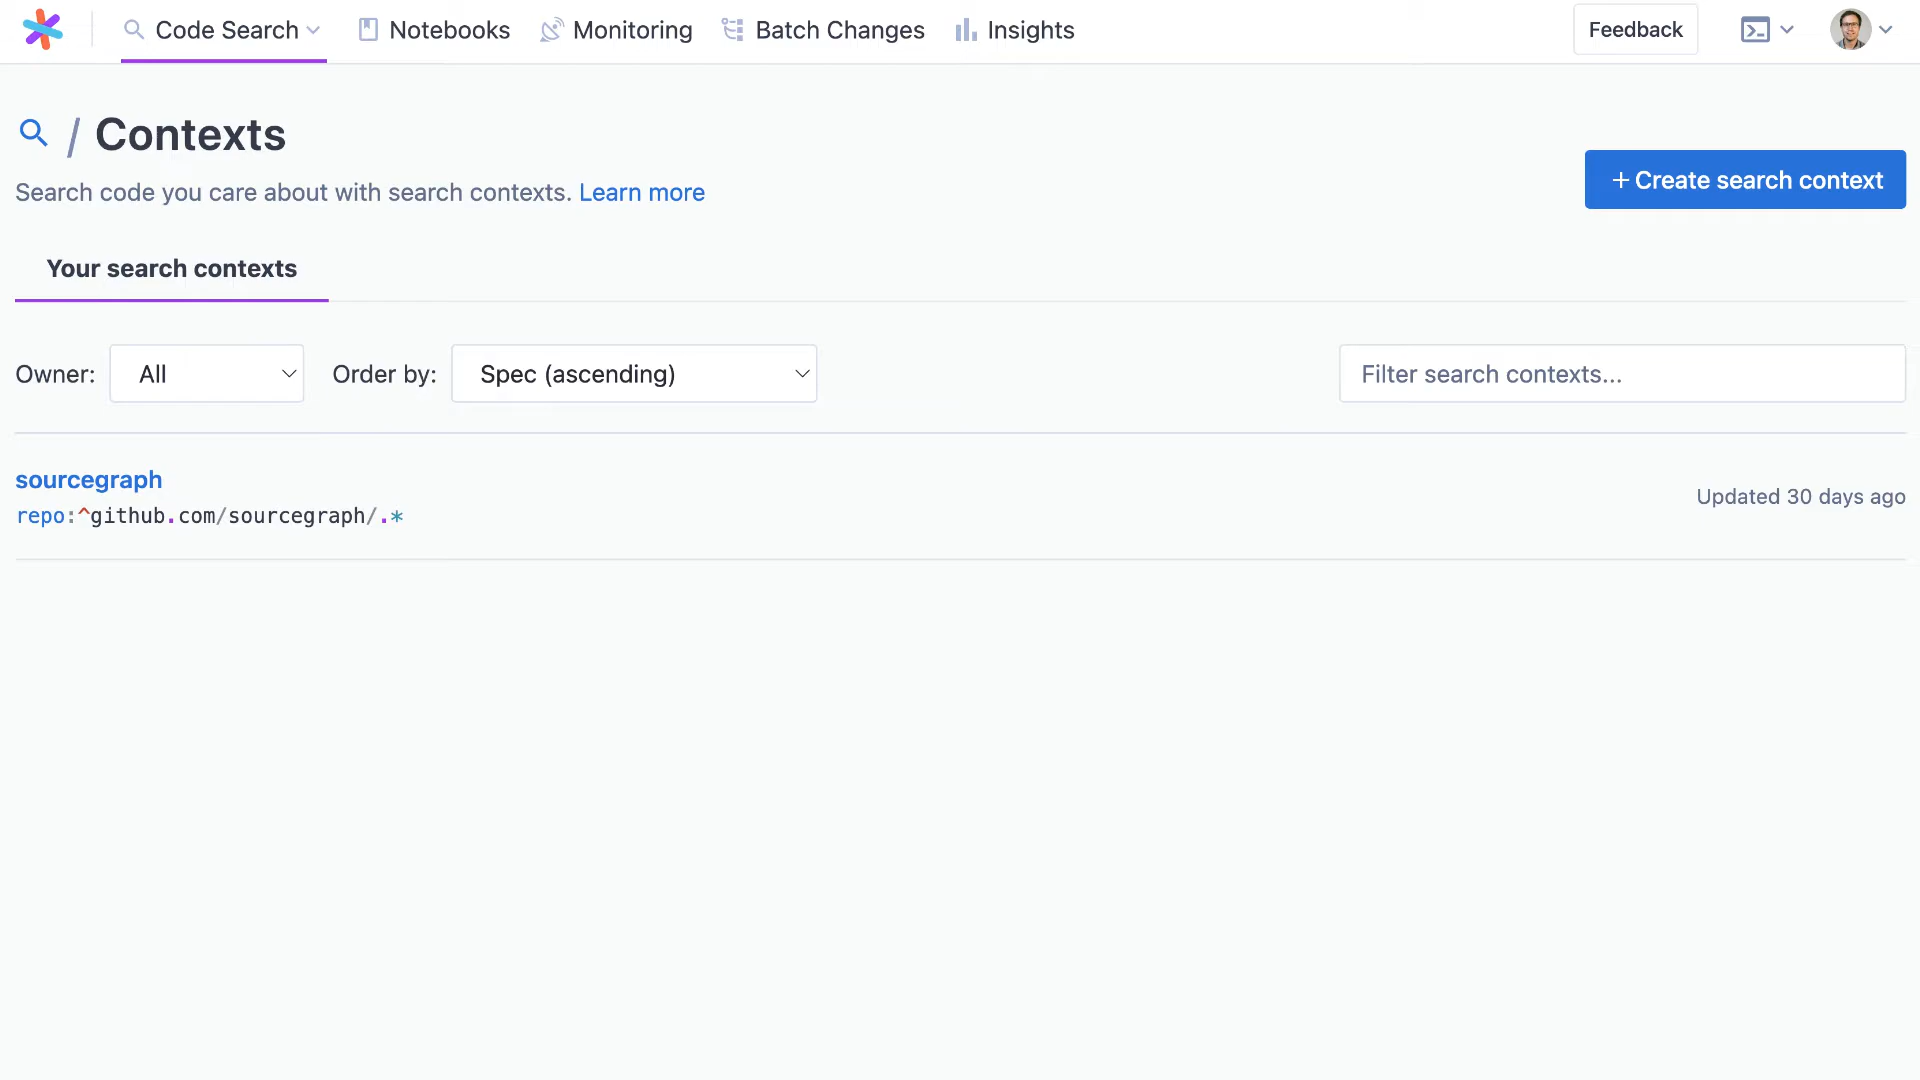 Code Search Notebooks Monitoring Batch Changes Insights Feedback
/ Contexts
Search code you care about with search contexts. Learn more
+ Create search context
Your search contexts
Owner: All Order by: Spec (ascending) Filter search contexts...
sourcegraph
repo:^github.com/sourcegraph/.*
Updated 30 days ago